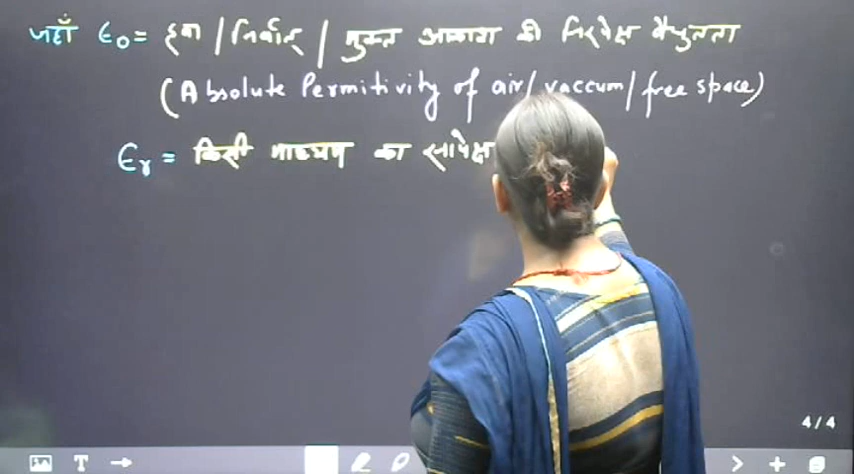 जहाँ ϵ₀ = हवा / निर्वात / मुक्त आकाश की निरपेक्ष वैद्युतता
(Absolute Permitivity of air/ vaccum/ free space)
ϵᵣ = किसी माध्यम का सापेक्ष
4/4
T